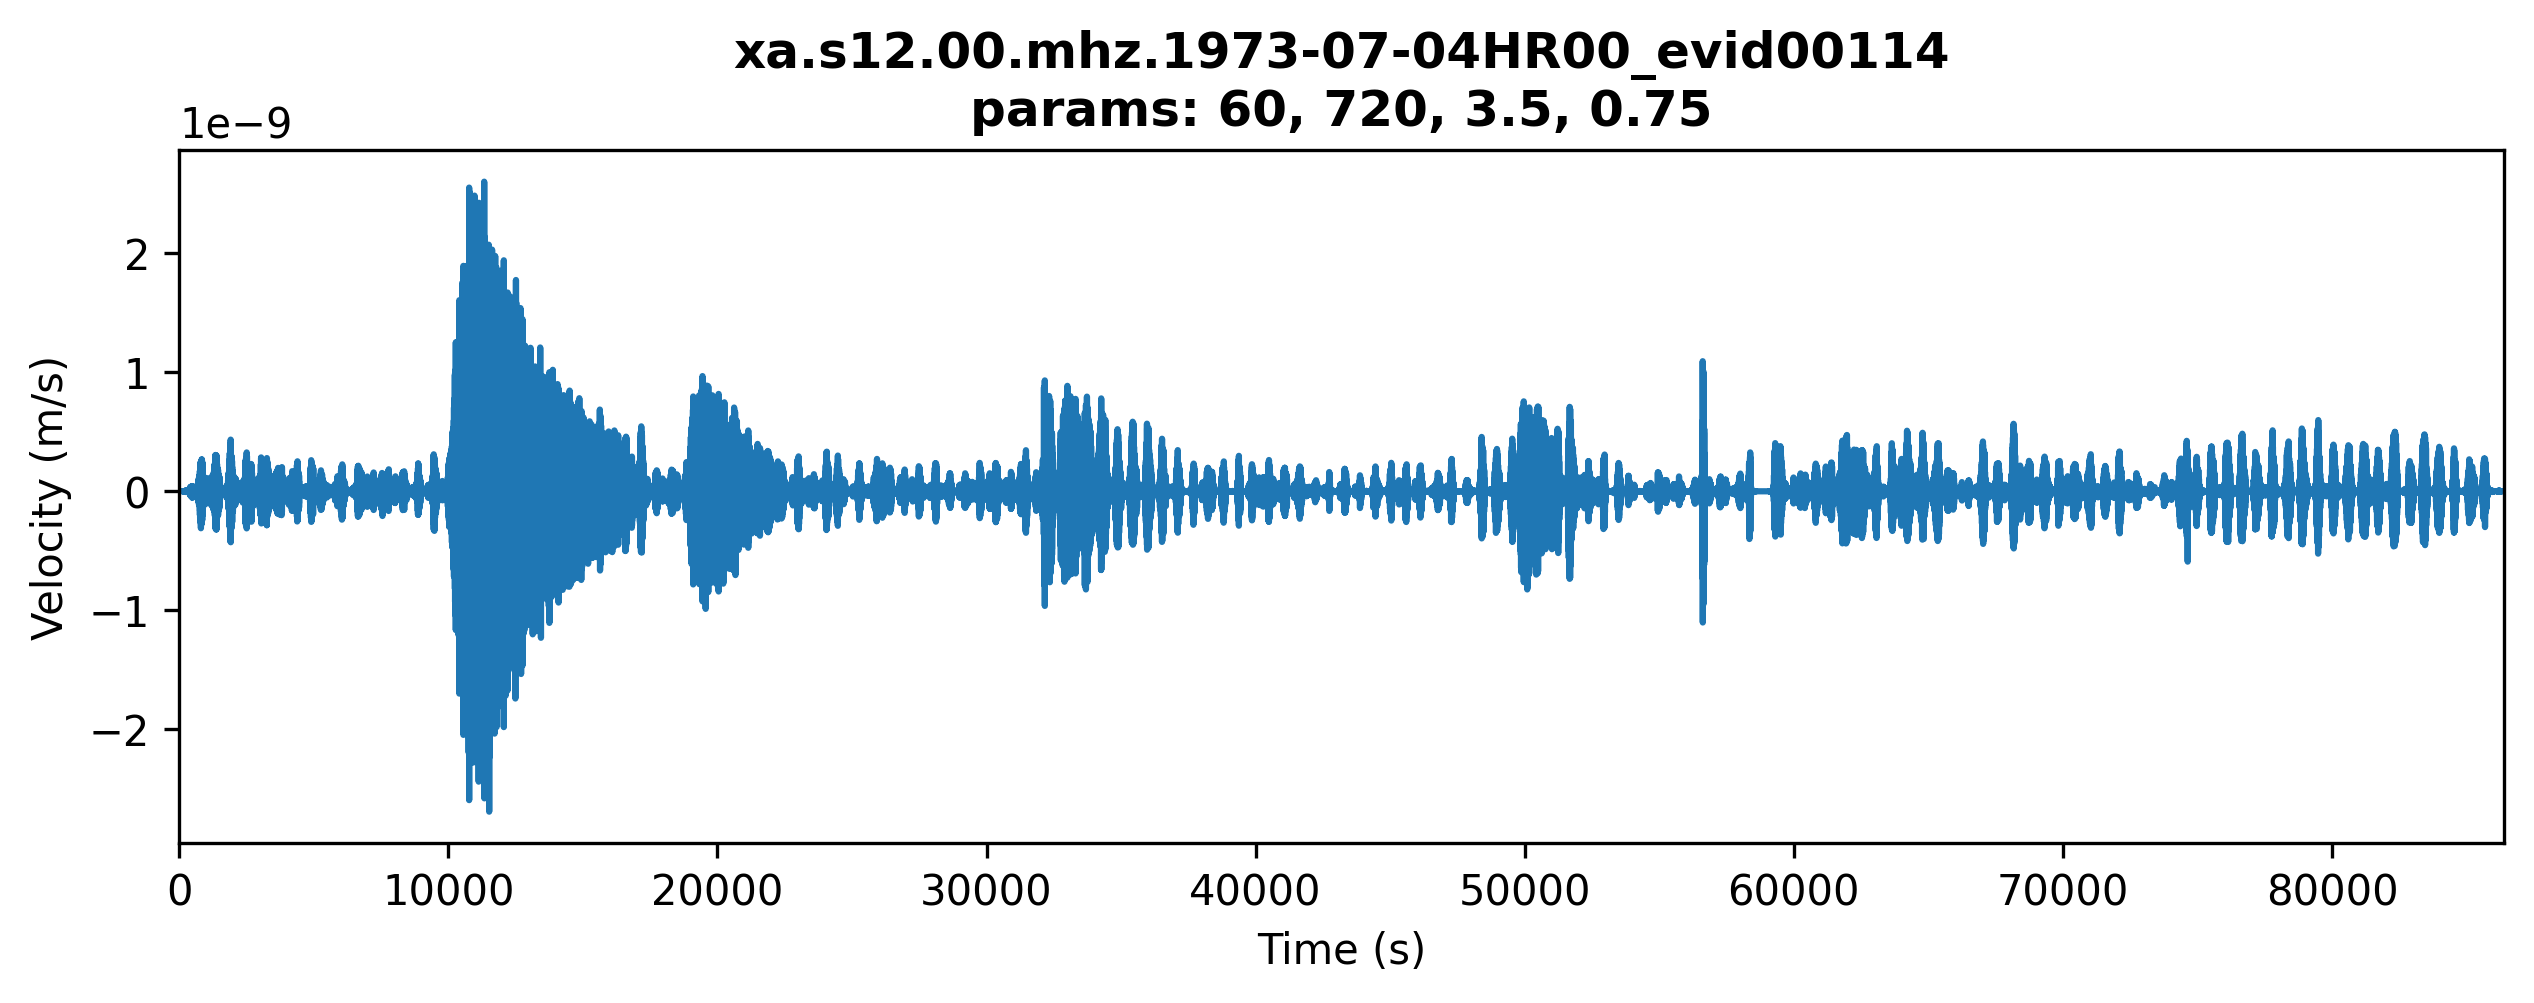 xa.s12.00.mhz.1973-07-04HR00_evid00114
params: 60, 720, 3.5, 0.75
1e−9
2
1
0
−1
−2
Velocity (m/s)
0 10000 20000 30000 40000 50000 60000 70000 80000
Time (s)